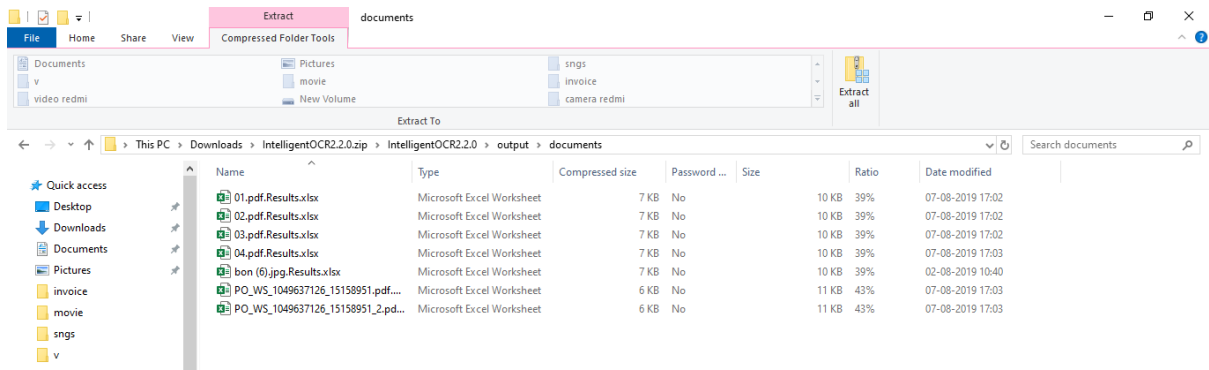 Extract documents
File Home Share View Compressed Folder Tools
Documents Pictures sngs
v movie invoice
video redmi New Volume camera redmi
Extract all
Extract To
This PC > Downloads > IntelligentOCR2.2.0.zip > IntelligentOCR2.2.0 > output > documents Search documents
Name Type Compressed size Password ... Size Ratio Date modified
Quick access
Desktop
Downloads
Documents
Pictures
invoice
movie
sngs
v
01.pdf.Results.xlsx Microsoft Excel Worksheet 7 KB No 10 KB 39% 07-08-2019 17:02
02.pdf.Results.xlsx Microsoft Excel Worksheet 7 KB No 10 KB 39% 07-08-2019 17:02
03.pdf.Results.xlsx Microsoft Excel Worksheet 7 KB No 10 KB 39% 07-08-2019 17:02
04.pdf.Results.xlsx Microsoft Excel Worksheet 7 KB No 10 KB 39% 07-08-2019 17:03
bon (6).jpg.Results.xlsx Microsoft Excel Worksheet 7 KB No 10 KB 39% 02-08-2019 10:40
PO_WS_1049637126_15158951.pdf.... Microsoft Excel Worksheet 6 KB No 11 KB 43% 07-08-2019 17:03
PO_WS_1049637126_15158951_2.pd... Microsoft Excel Worksheet 6 KB No 11 KB 43% 07-08-2019 17:03